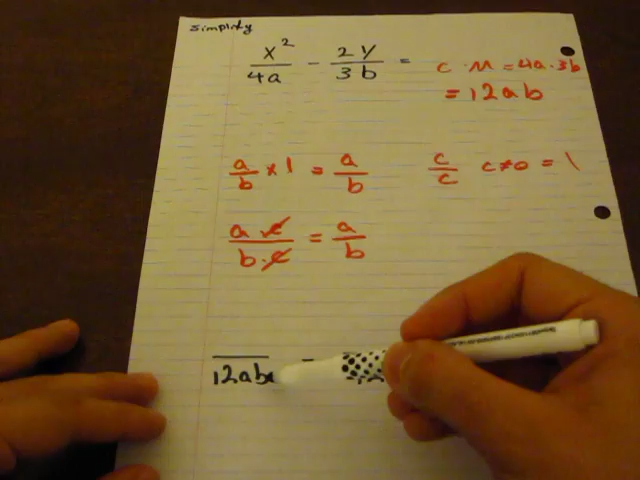 simplify
x²/4a - 2y/3b =
C·M = 4a·3b
= 12ab
a/b × 1 = a/b
c/c c≠0 = 1
a·c/b·c = a/b
12ab -